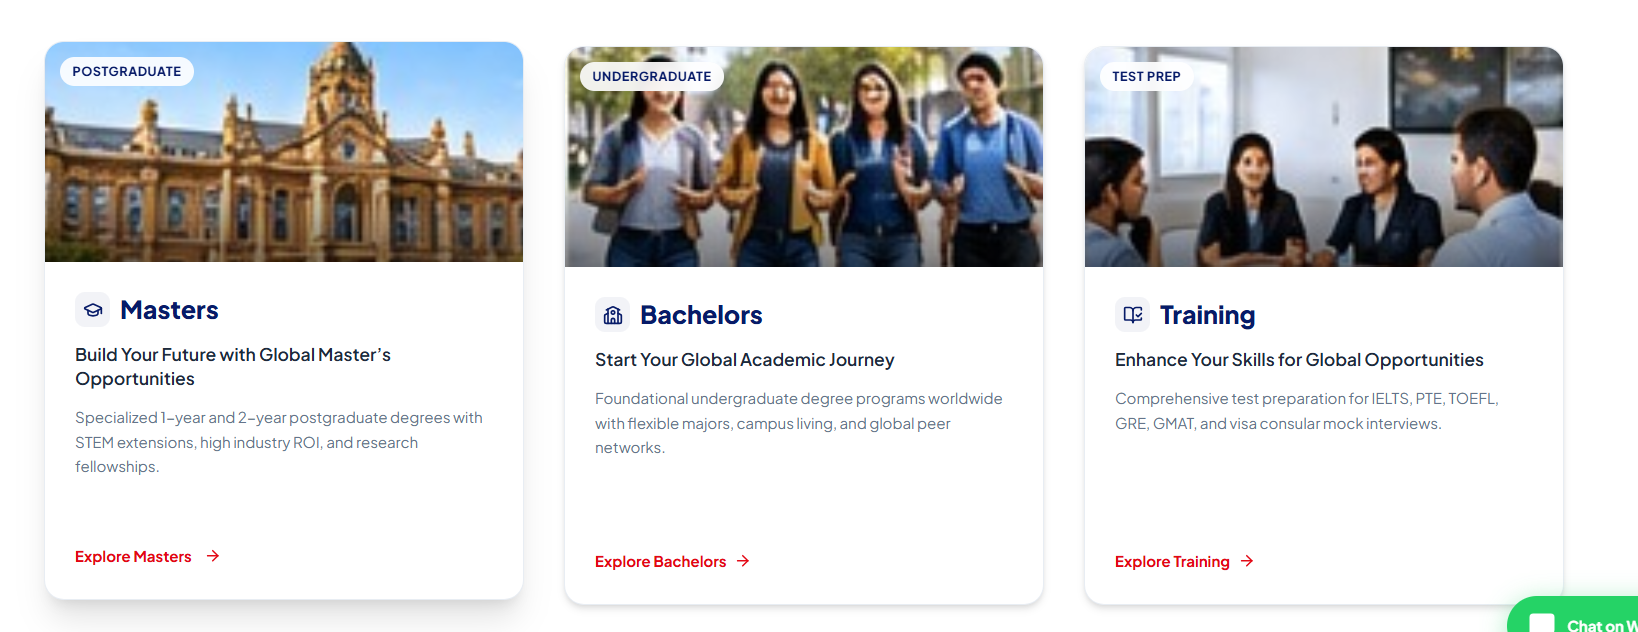 POSTGRADUATE
Masters
Build Your Future with Global Master’s
Opportunities
Specialized 1–year and 2–year postgraduate degrees with
STEM extensions, high industry ROI, and research
fellowships.
Explore Masters
UNDERGRADUATE
Bachelors
Start Your Global Academic Journey
Foundational undergraduate degree programs worldwide
with flexible majors, campus living, and global peer
networks.
Explore Bachelors
TEST PREP
Training
Enhance Your Skills for Global Opportunities
Comprehensive test preparation for IELTS, PTE, TOEFL,
GRE, GMAT, and visa consular mock interviews.
Explore Training
Chat on